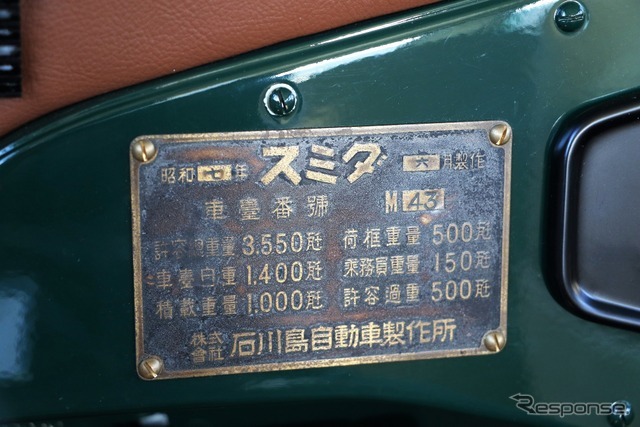 昭和七年 スミダ 六月製作
車臺番號 M 43
許容總重量 3.550瓩 荷框重量 500瓩
車臺自重 1.400瓩 乘務員重量 150瓩
積載重量 1.000瓩 許容過重 500瓩
株式會社 石川島自動車製作所
Response.